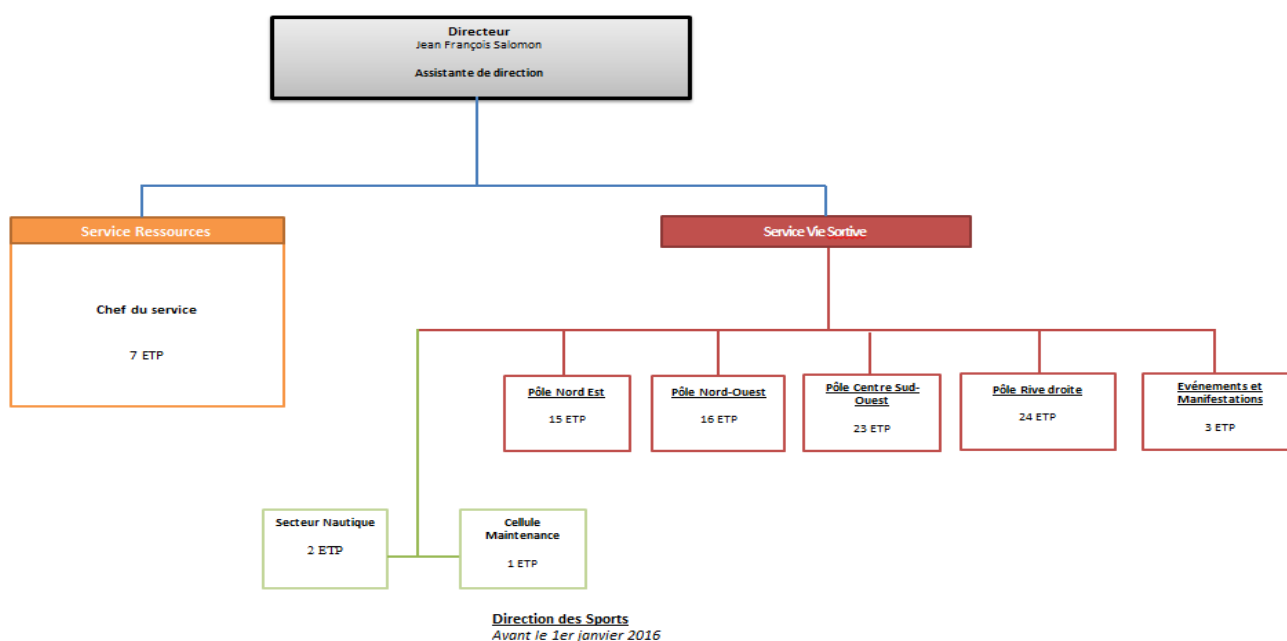 Directeur
Jean François Salomon
Assistante de direction
Service Ressources
Chef du service
7 ETP
Service Vie Sortive
Pôle Nord Est
15 ETP
Pôle Nord-Ouest
16 ETP
Pôle Centre Sud-
Ouest
23 ETP
Pôle Rive droite
24 ETP
Evénements et
Manifestations
3 ETP
Secteur Nautique
2 ETP
Cellule
Maintenance
1 ETP
Direction des Sports
Avant le 1er janvier 2016